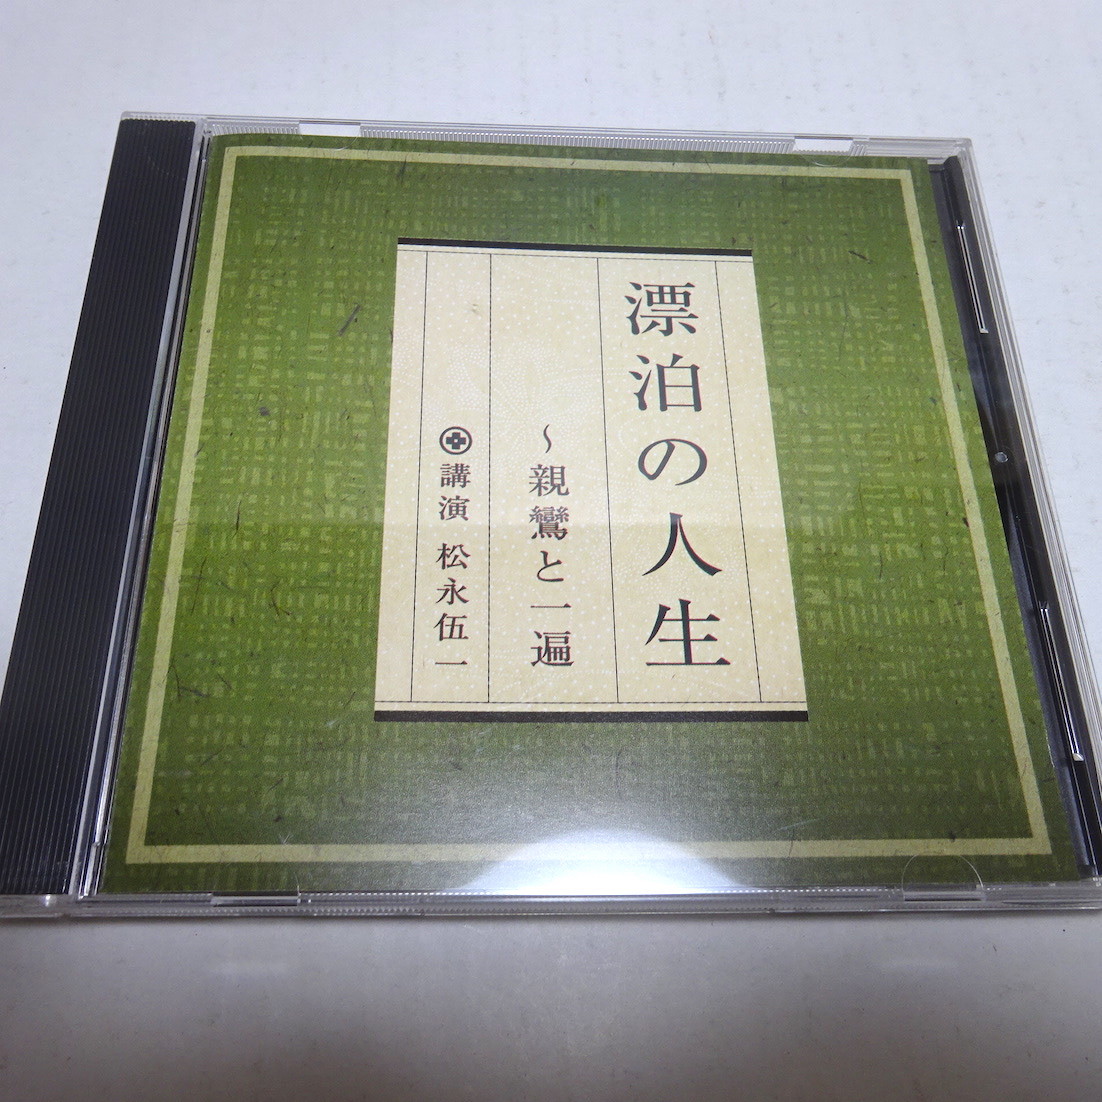 漂泊の人生
～親鸞と一遍
講演 松永伍一